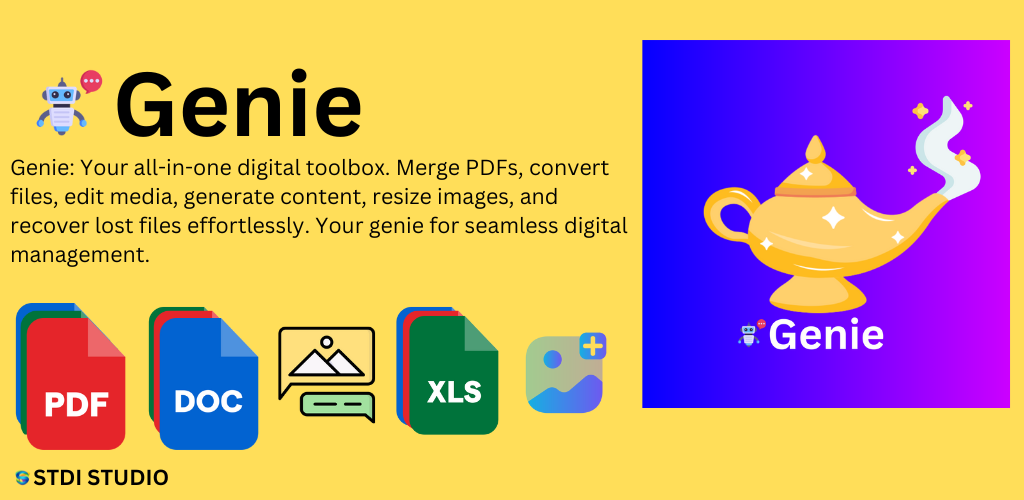 Genie
Genie: Your all-in-one digital toolbox. Merge PDFs, convert
files, edit media, generate content, resize images, and
recover lost files effortlessly. Your genie for seamless digital
management.
PDF
DOC
XLS
STDI STUDIO
Genie